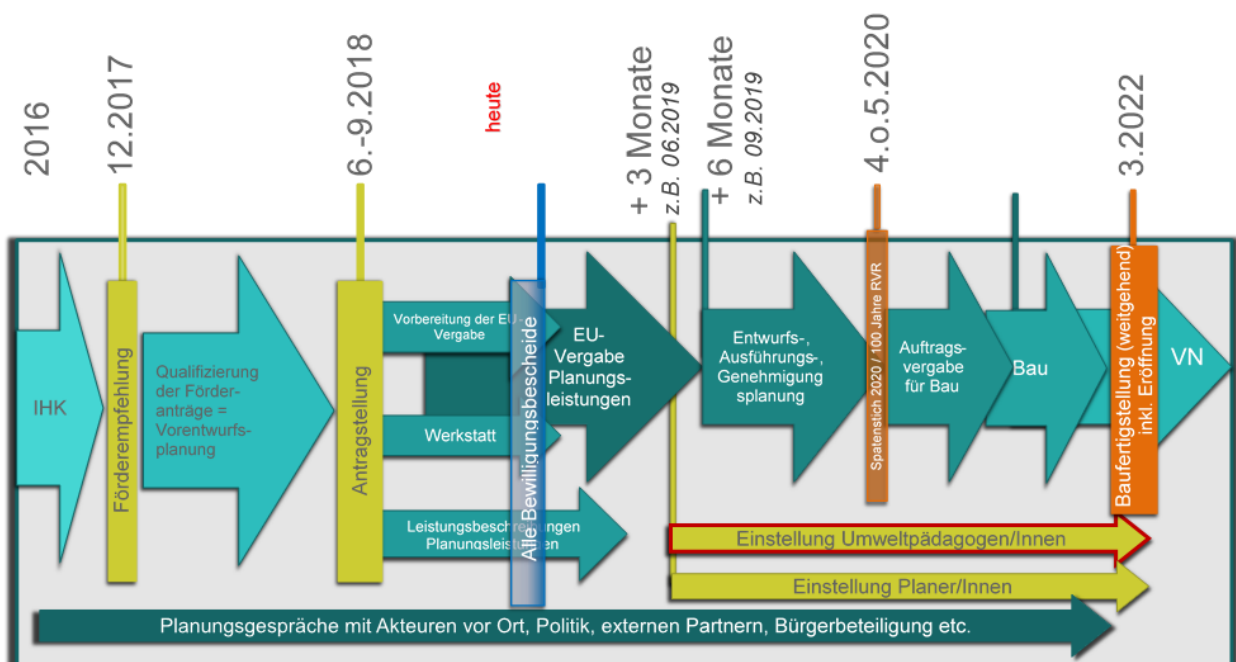 2016
12.2017
6.-9.2018
heute
+ 3 Monate
z.B. 06.2019
+ 6 Monate
z.B. 09.2019
4.o.5.2020
3.2022
IHK
Förderempfehlung
Qualifizierung
der Förder-
anträge =
Vorentwurfs-
planung
Antragstellung
Vorbereitung der EU-
Vergabe
Werkstatt
Leistungsbeschreibungen
Planungsleistungen
Alle Bewilligungsbescheide
EU-
Vergabe
Planungs-
leistungen
Entwurfs-,
Ausführungs-,
Genehmigung
splanung
Spatenstich 2020 / 100 Jahre RVR
Auftrags-
vergabe
für Bau
Bau
Baufertigstellung (weitgehend)
inkl. Eröffnung
VN
Einstellung Umweltpädagogen/Innen
Einstellung Planer/Innen
Planungsgespräche mit Akteuren vor Ort, Politik, externen Partnern, Bürgerbeteiligung etc.